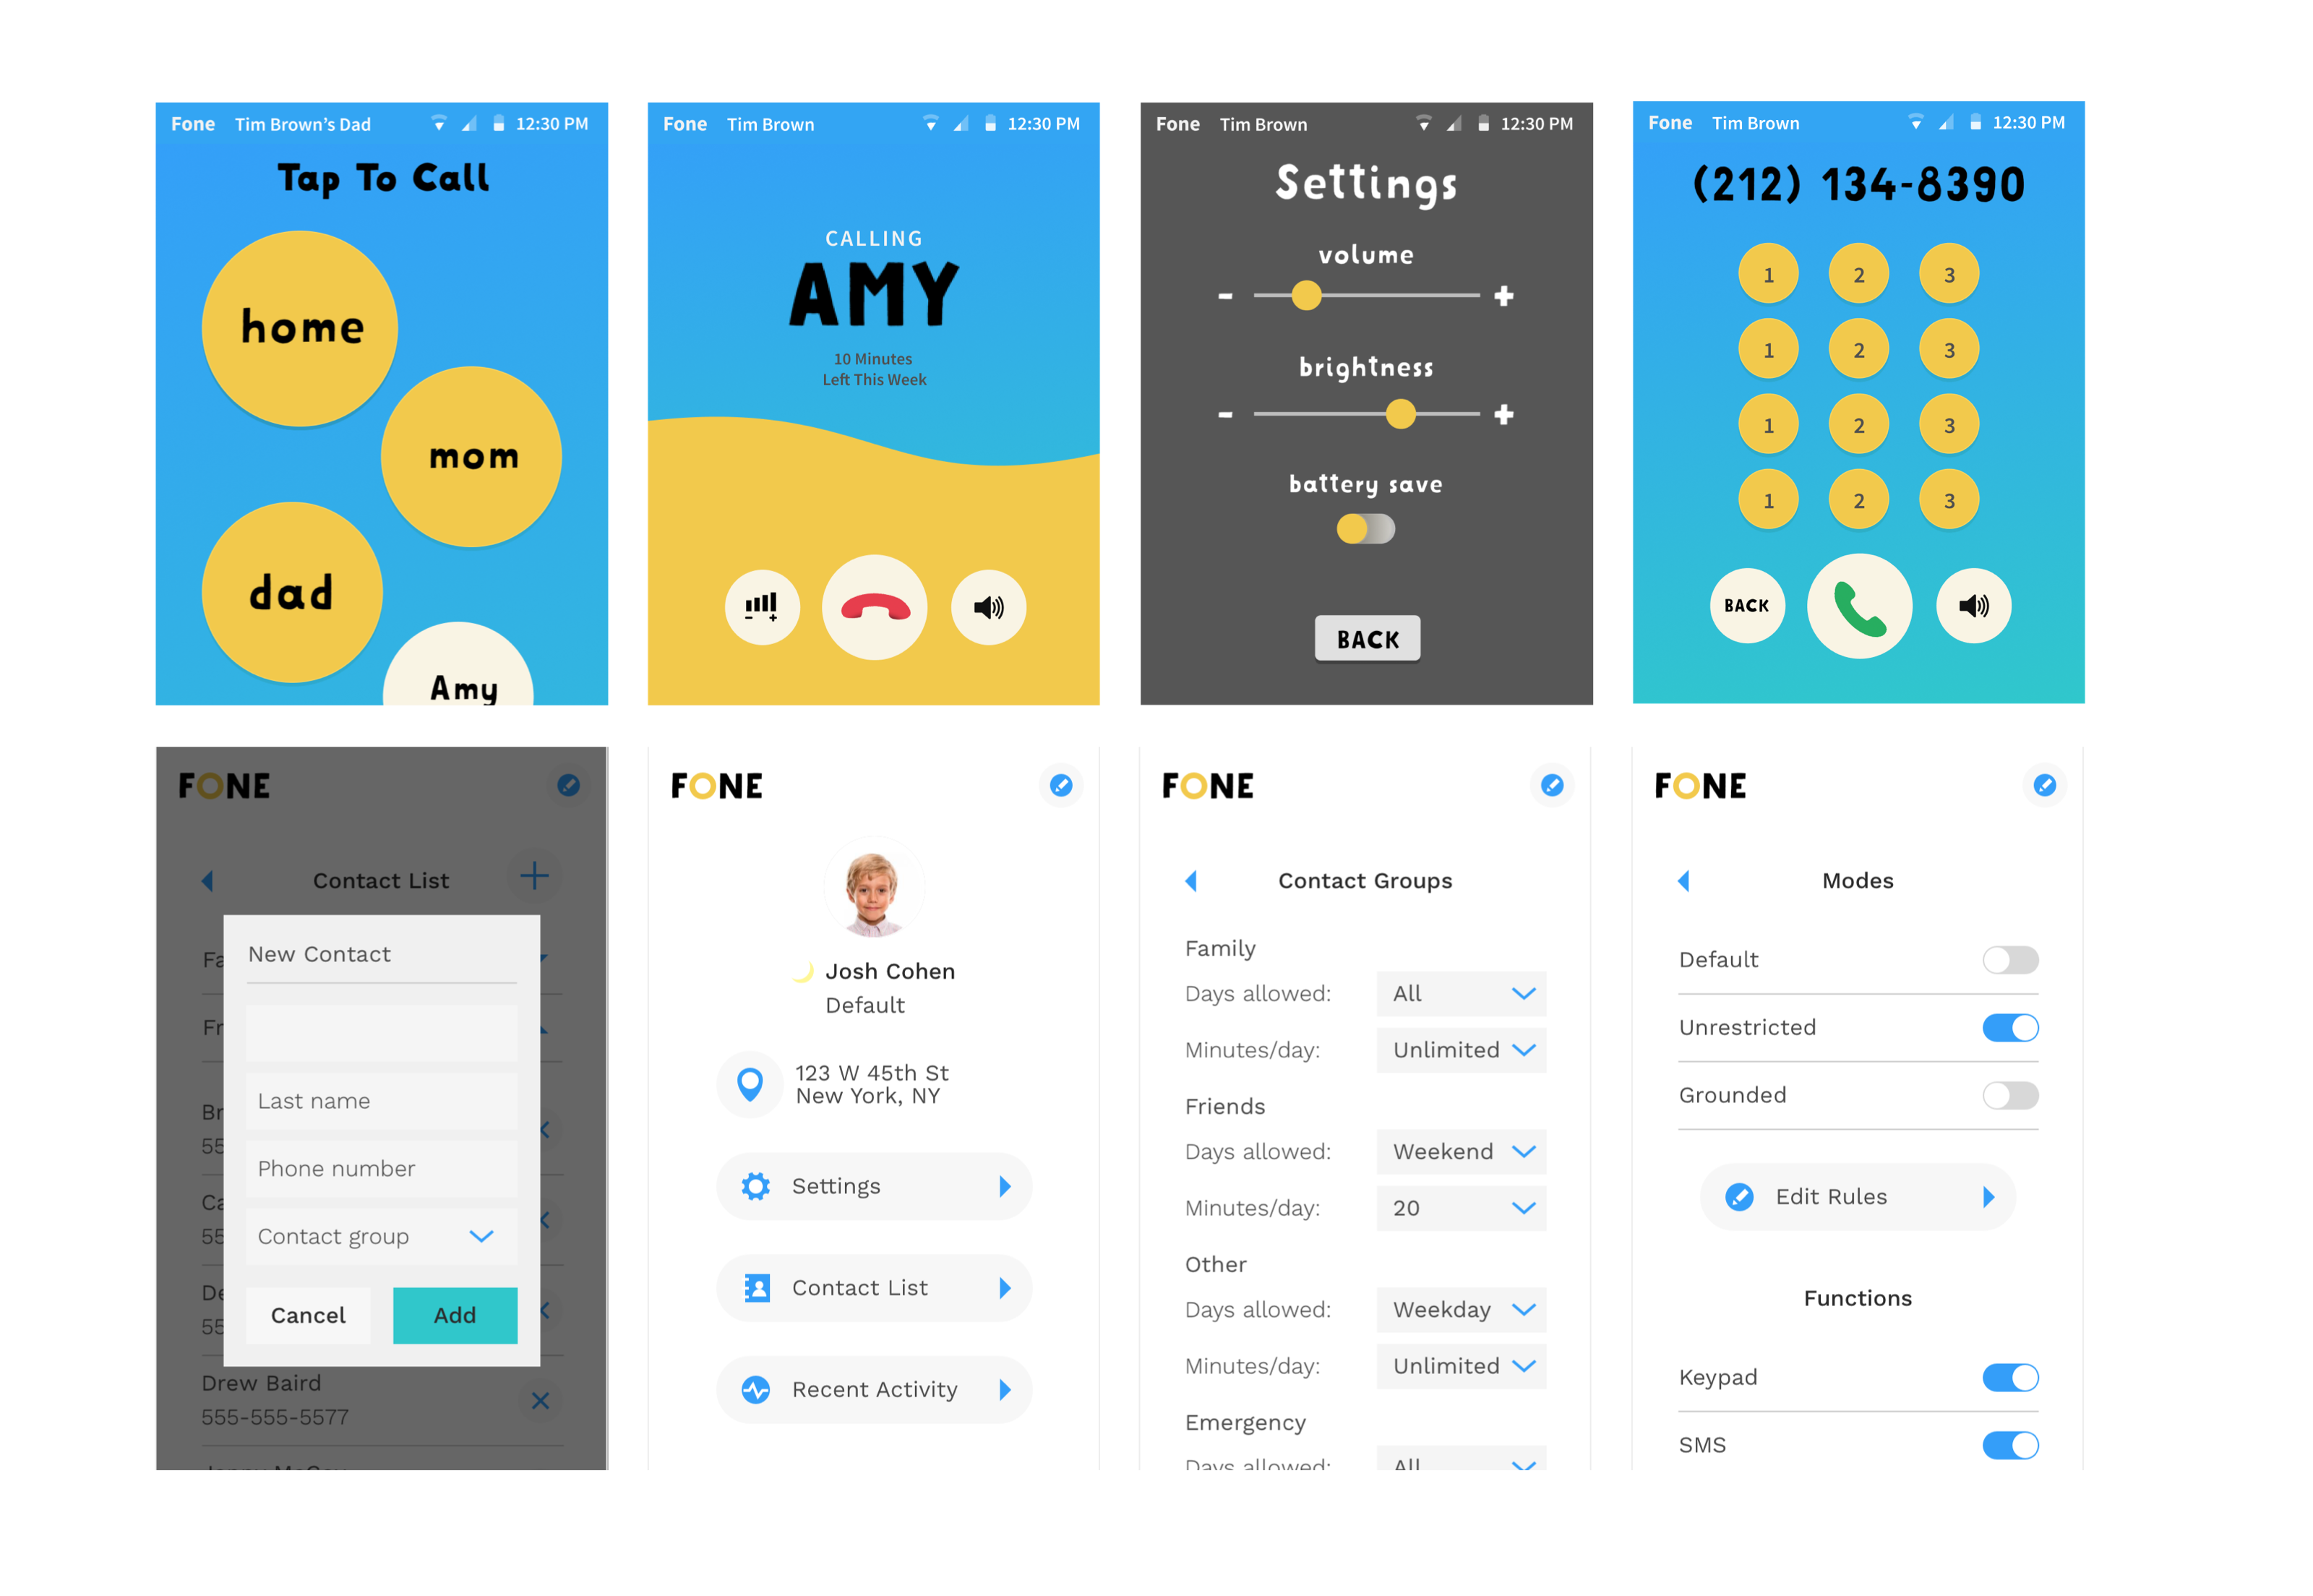 Fone Tim Brown's Dad 12:30 PM
Tap To Call
home
mom
dad
Amy
Fone Tim Brown 12:30 PM
CALLING
AMY
10 Minutes
Left This Week
Fone Tim Brown 12:30 PM
Settings
volume
- +
brightness
- +
battery save
BACK
Fone Tim Brown 12:30 PM
(212) 134-8390
1 2 3
1 2 3
1 2 3
1 2 3
BACK
FONE
Contact List
Fa
Fr
New Contact
Last name
Phone number
Contact group
Cancel Add
Br
55
Ca
55
De
55
Drew Baird
555-555-5577
FONE
Josh Cohen
Default
123 W 45th St
New York, NY
Settings
Contact List
Recent Activity
FONE
Contact Groups
Family
Days allowed: All
Minutes/day: Unlimited
Friends
Days allowed: Weekend
Minutes/day: 20
Other
Days allowed: Weekday
Minutes/day: Unlimited
Emergency
Days allowed: All
FONE
Modes
Default
Unrestricted
Grounded
Edit Rules
Functions
Keypad
SMS